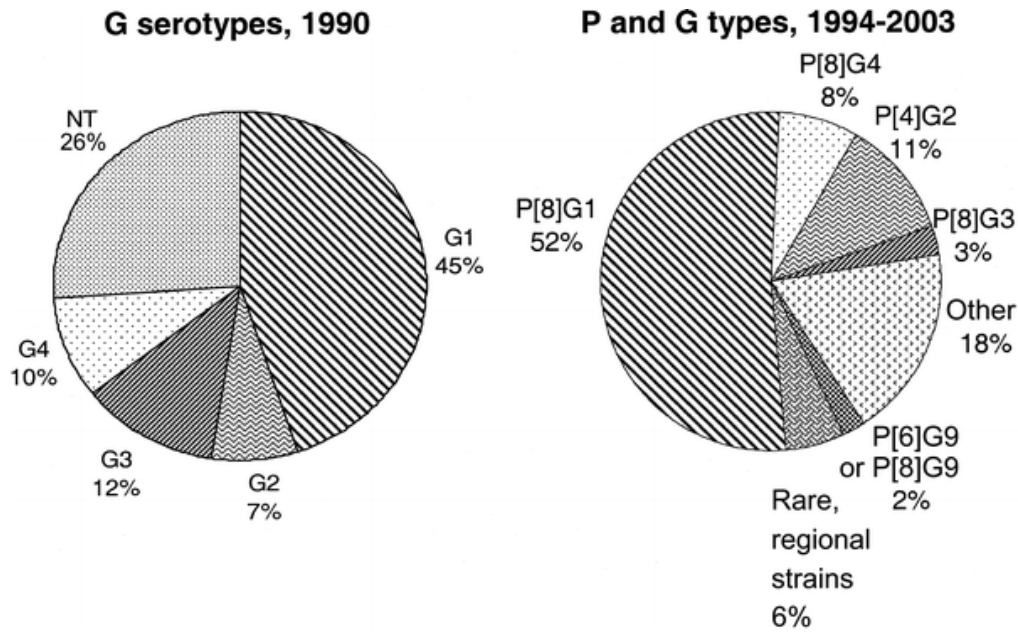 G serotypes, 1990
NT
26%
G1
45%
G4
10%
G3
12%
G2
7%
P and G types, 1994-2003
P[8]G4
8%
P[4]G2
11%
P[8]G1
52%
P[8]G3
3%
Other
18%
P[6]G9
or P[8]G9
2%
Rare,
regional
strains
6%